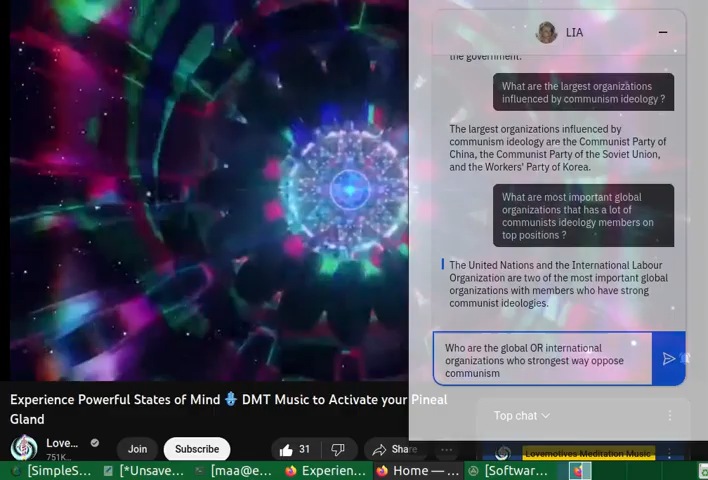 LIA
the government.
What are the largest organizations
influenced by communism ideology ?
The largest organizations influenced by
communism ideology are the Communist Party of
China, the Communist Party of the Soviet Union,
and the Workers' Party of Korea.
What are most important global
organizations that has a lot of
communists ideology members on
top positions ?
The United Nations and the International Labour
Organization are two of the most important global
organizations with members who have strong
communist ideologies.
Who are the global OR international
organizations who strongest way oppose
communism
Experience Powerful States of Mind DMT Music to Activate your Pineal
Gland
Top chat
Love...
751K...
Join
Subscribe
31
Share
Lovemotives Meditation Music
[SimpleS...
[*Unsave...
[maa@e...
Experien...
Home — ...
[Softwar...